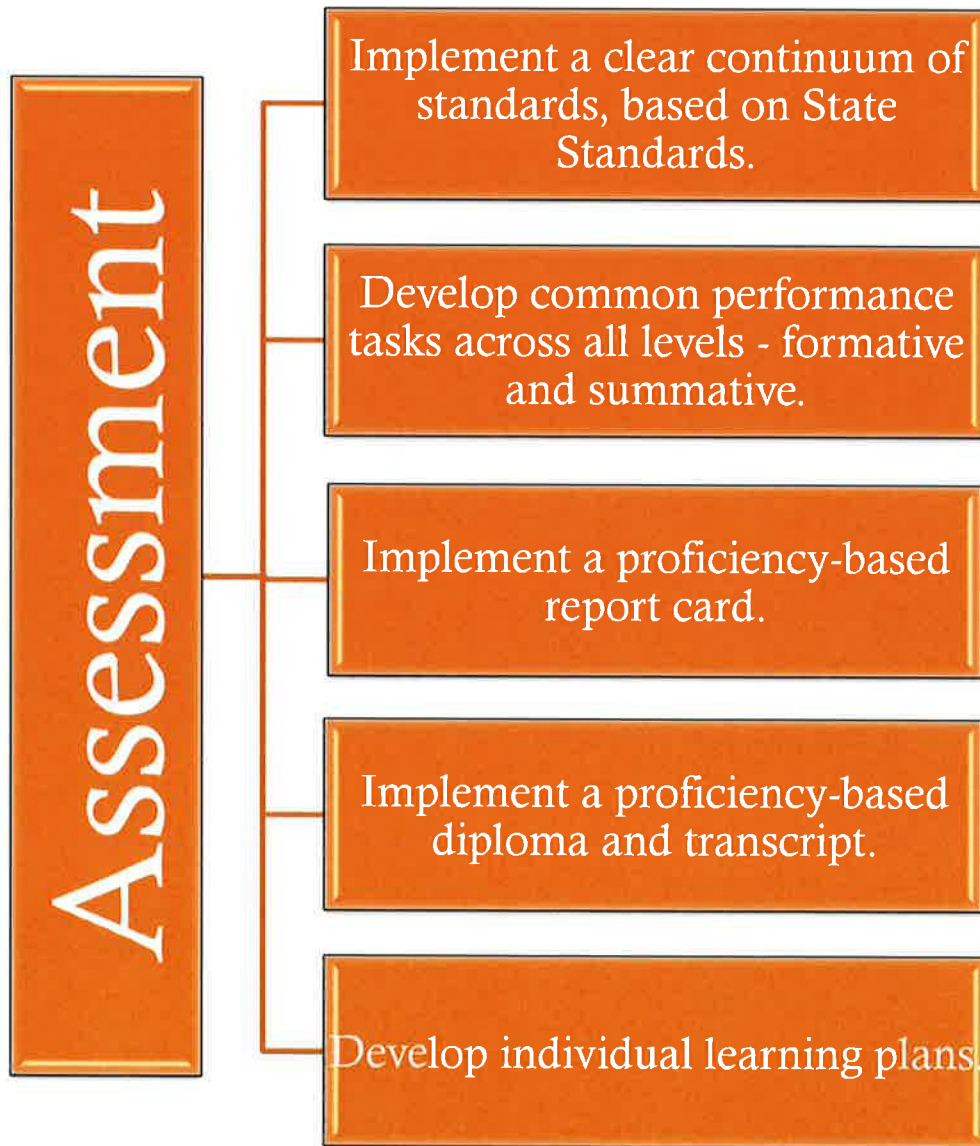 Assessment
Implement a clear continuum of
standards, based on State
Standards.
Develop common performance
tasks across all levels - formative
and summative.
Implement a proficiency-based
report card.
Implement a proficiency-based
diploma and transcript.
Develop individual learning plans.